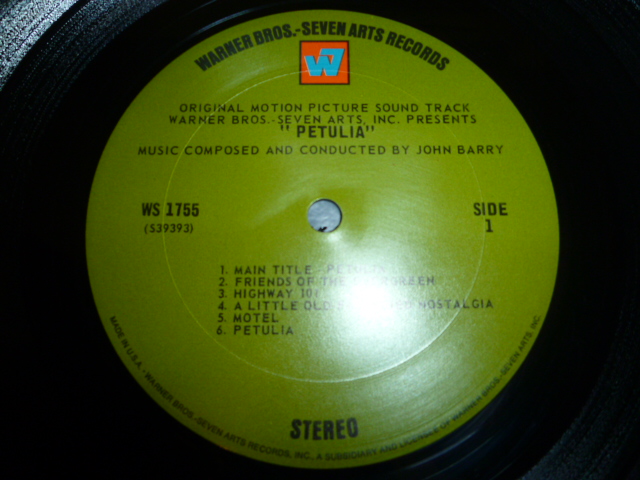 WARNER BROS.-SEVEN ARTS RECORDS
W7
ORIGINAL MOTION PICTURE SOUND TRACK
WARNER BROS.-SEVEN ARTS, INC. PRESENTS
"PETULIA"
MUSIC COMPOSED AND CONDUCTED BY JOHN BARRY
WS 1755
(S39393)
SIDE
1
1. MAIN TITLE - PETULIA
2. FRIENDS OF THE
3. HIGHWAY 101
4. A LITTLE OLD NOSTALGIA
5. MOTEL
6. PETULIA
STEREO
MADE IN U.S.A. - WARNER BROS.-SEVEN ARTS RECORDS, INC., A SUBSIDIARY AND LICENSEE OF WARNER BROS.-SEVEN ARTS, INC.